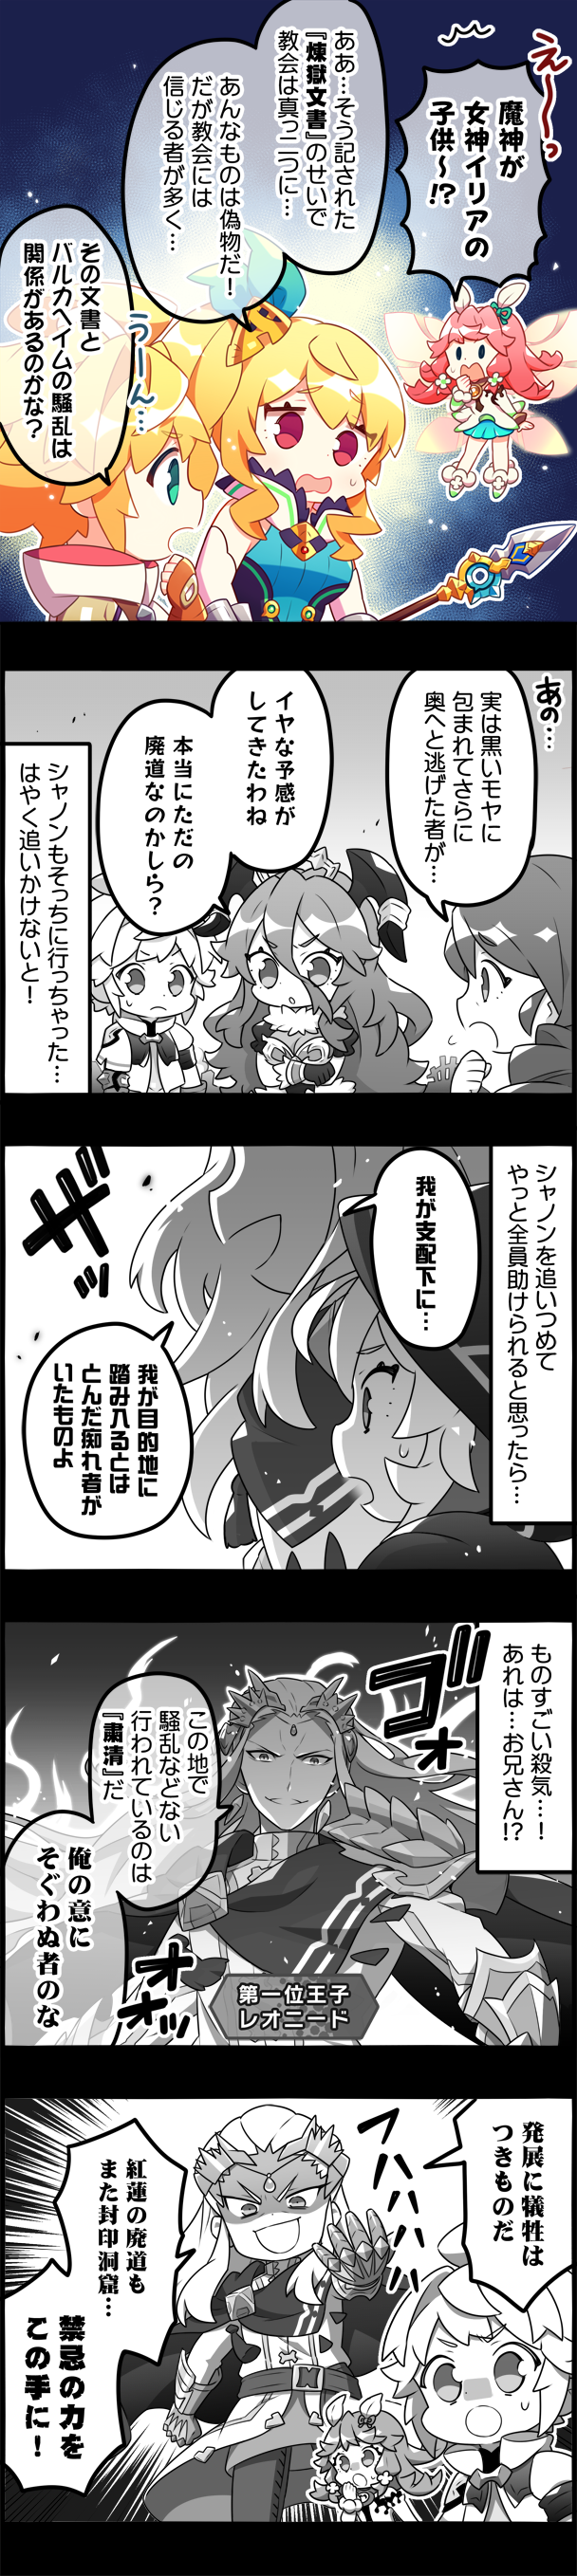 え～～っ
魔神が
女神イリアの
子供～!?
ああ…そう記された
『煉獄文書』のせいで
教会は真っ二つに…
あんなものは偽物だ！
だが教会には
信じる者が多く…
うーん…
その文書と
バルカヘイムの騒乱は
関係があるのかな？
あの…
実は黒いモヤに
包まれてさらに
奥へと逃げた者が…
イヤな予感が
してきたわね
本当にただの
廃道なのかしら？
シャノンもそっちに行っちゃった…
はやく追いかけないと！
シャノンを追いつめて
やっと全員助けられると思ったら…
我が支配下に…
ザッ
我が目的地に
踏み入るとは
とんだ痴れ者が
いたものよ
ものすごい殺気…！
あれは…お兄さん!?
ゴォ
オォッ
この地で
騒乱などない
行われているのは
『粛清』だ
俺の意に
そぐわぬ者のな
第一位王子
レオニード
発展に犠牲は
つきものだ
ハハハハハ
紅蓮の廃道も
また封印洞窟…
禁忌の力を
この手に！